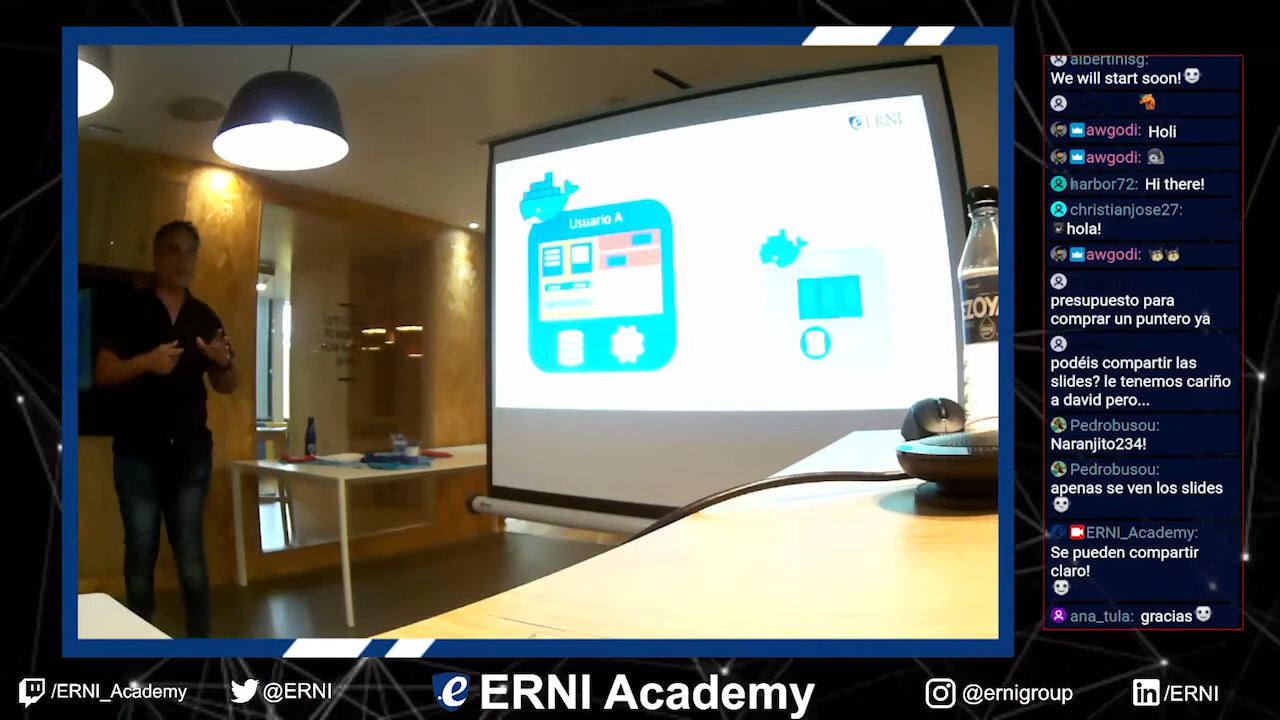 ERNI
Usuario A
EZOYA
albertinisg:
We will start soon!
awgodi: Holi
awgodi:
harbor72: Hi there!
christianjose27:
hola!
awgodi:
presupuesto para
comprar un puntero ya
podéis compartir las
slides? le tenemos cariño
a david pero...
Pedrobusou:
Naranjito234!
Pedrobusou:
apenas se ven los slides
ERNI_Academy:
Se pueden compartir
claro!
ana_tula: gracias
/ERNI_Academy
@ERNI
ERNI Academy
@ernigroup
/ERNI